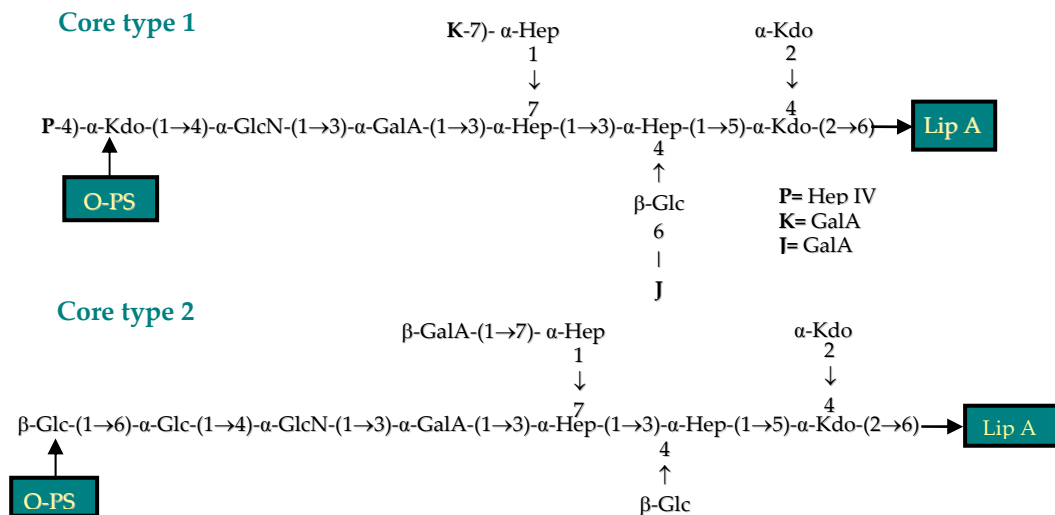 Core type 1
K-7)- α-Hep
α-Kdo
1
2
↓
↓
7
4
P-4)-α-Kdo-(1→4)-α-GlcN-(1→3)-α-GalA-(1→3)-α-Hep-(1→3)-α-Hep-(1→5)-α-Kdo-(2→6)
Lip A
4
↑
O-PS
β-Glc
P= Hep IV
6
K= GalA
|
J= GalA
J
Core type 2
β-GalA-(1→7)- α-Hep
α-Kdo
1
2
↓
↓
7
4
β-Glc-(1→6)-α-Glc-(1→4)-α-GlcN-(1→3)-α-GalA-(1→3)-α-Hep-(1→3)-α-Hep-(1→5)-α-Kdo-(2→6)
Lip A
4
↑
O-PS
β-Glc